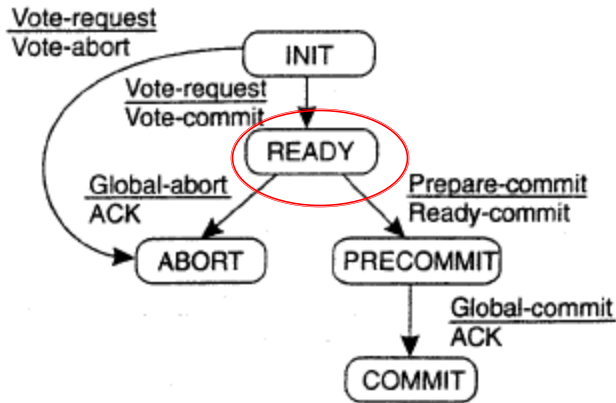 Vote-request
Vote-abort
INIT
Vote-request
Vote-commit
READY
Global-abort
ACK
Prepare-commit
Ready-commit
ABORT
PRECOMMIT
Global-commit
ACK
COMMIT